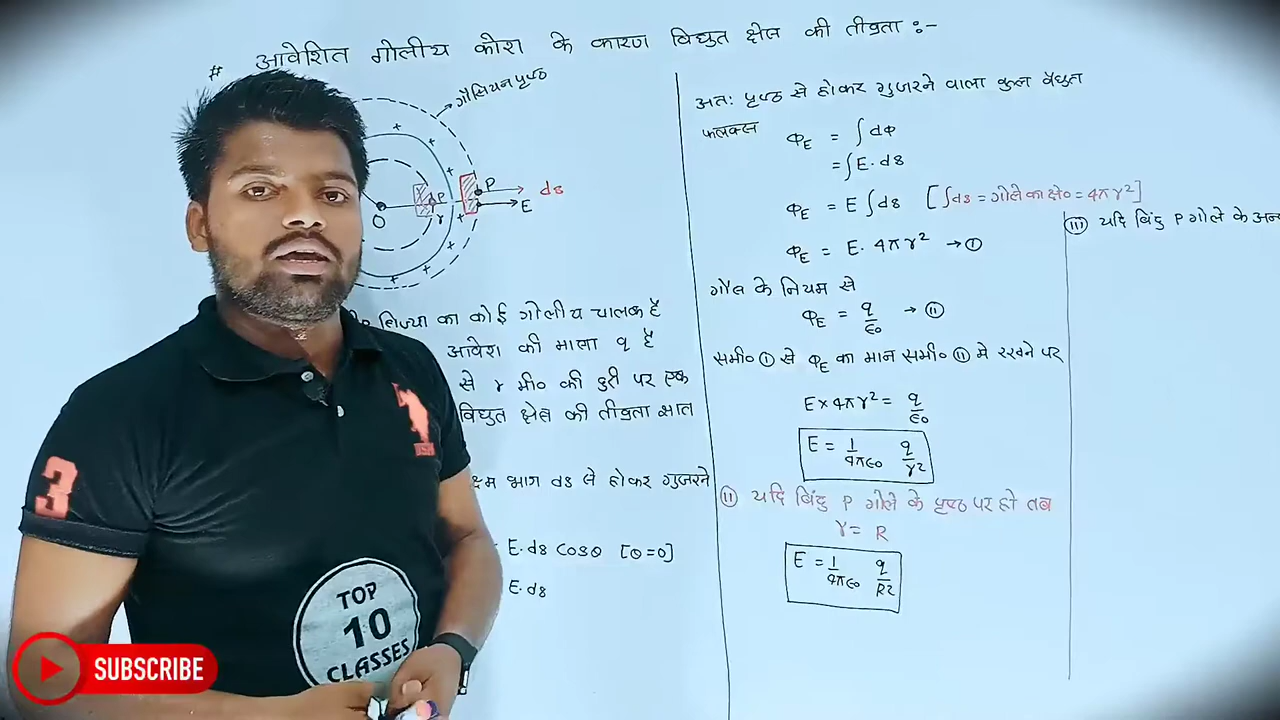 # आवेशित गोलीय कोश के कारण विद्युत क्षेत्र की तीव्रता :-
गौसियन पृष्ठ
P
P
ds
E
O
r
त्रिज्या का कोई गोलीय चालक है
आवेश की मात्रा q है
से r मी० की दुरी पर एक
विद्युत क्षेत्र की तीव्रता ज्ञात
भाग ds से होकर गुजरने
E.ds cosθ [θ=0]
E.ds
अतः पृष्ठ से होकर गुजरने वाला कुल वैद्युत
फलक्स
ΦE = ∫dΦ
= ∫E.ds
ΦE = E∫ds [∫ds = गोले का क्षे० = 4πr²]
ΦE = E. 4πr² → ①
गौस के नियम से
ΦE = q/ε₀ → ⑪
समी० ① से ΦE का मान समी० ⑪ मे रखने पर
E×4πr² = q/ε₀
E = 1/4πε₀ q/r²
⑪ यदि बिंदु P गोले के पृष्ठ पर हो तब
r = R
E = 1/4πε₀ q/R²
(iii) यदि बिंदु P गोले के अन्
3
TOP
10
CLASSES
SUBSCRIBE